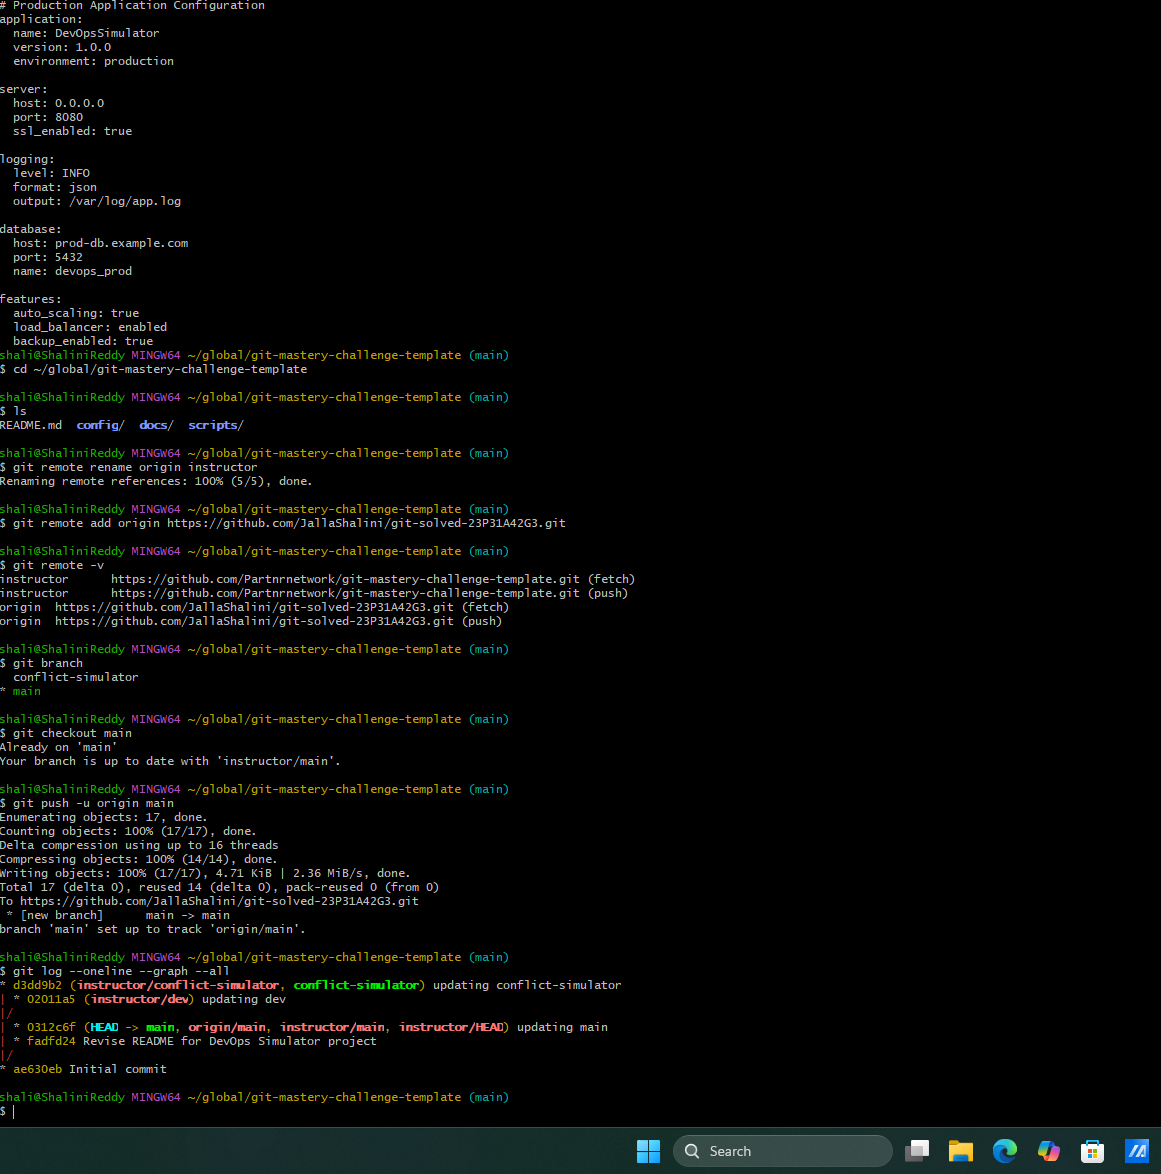 # Production Application Configuration
application:
  name: DevOpsSimulator
  version: 1.0.0
  environment: production

server:
  host: 0.0.0.0
  port: 8080
  ssl_enabled: true

logging:
  level: INFO
  format: json
  output: /var/log/app.log

database:
  host: prod-db.example.com
  port: 5432
  name: devops_prod

features:
  auto_scaling: true
  load_balancer: enabled
  backup_enabled: true
shali@ShaliniReddy MINGW64 ~/global/git-mastery-challenge-template (main)
$ cd ~/global/git-mastery-challenge-template

shali@ShaliniReddy MINGW64 ~/global/git-mastery-challenge-template (main)
$ ls
README.md  config/  docs/  scripts/

shali@ShaliniReddy MINGW64 ~/global/git-mastery-challenge-template (main)
$ git remote rename origin instructor
Renaming remote references: 100% (5/5), done.

shali@ShaliniReddy MINGW64 ~/global/git-mastery-challenge-template (main)
$ git remote add origin https://github.com/JallaShalini/git-solved-23P31A42G3.git

shali@ShaliniReddy MINGW64 ~/global/git-mastery-challenge-template (main)
$ git remote -v
instructor      https://github.com/Partnrnetwork/git-mastery-challenge-template.git (fetch)
instructor      https://github.com/Partnrnetwork/git-mastery-challenge-template.git (push)
origin  https://github.com/JallaShalini/git-solved-23P31A42G3.git (fetch)
origin  https://github.com/JallaShalini/git-solved-23P31A42G3.git (push)

shali@ShaliniReddy MINGW64 ~/global/git-mastery-challenge-template (main)
$ git branch
  conflict-simulator
* main

shali@ShaliniReddy MINGW64 ~/global/git-mastery-challenge-template (main)
$ git checkout main
Already on 'main'
Your branch is up to date with 'instructor/main'.

shali@ShaliniReddy MINGW64 ~/global/git-mastery-challenge-template (main)
$ git push -u origin main
Enumerating objects: 17, done.
Counting objects: 100% (17/17), done.
Delta compression using up to 16 threads
Compressing objects: 100% (14/14), done.
Writing objects: 100% (17/17), 4.71 KiB | 2.36 MiB/s, done.
Total 17 (delta 0), reused 14 (delta 0), pack-reused 0 (from 0)
To https://github.com/JallaShalini/git-solved-23P31A42G3.git
 * [new branch]      main -> main
branch 'main' set up to track 'origin/main'.

shali@ShaliniReddy MINGW64 ~/global/git-mastery-challenge-template (main)
$ git log --oneline --graph --all
* d3dd9b2 (instructor/conflict-simulator, conflict-simulator) updating conflict-simulator
| * 02011a5 (instructor/dev) updating dev
|/
| * 0312c6f (HEAD -> main, origin/main, instructor/main, instructor/HEAD) updating main
| * fadfd24 Revise README for DevOps Simulator project
|/
* ae630eb Initial commit

shali@ShaliniReddy MINGW64 ~/global/git-mastery-challenge-template (main)
$
Search